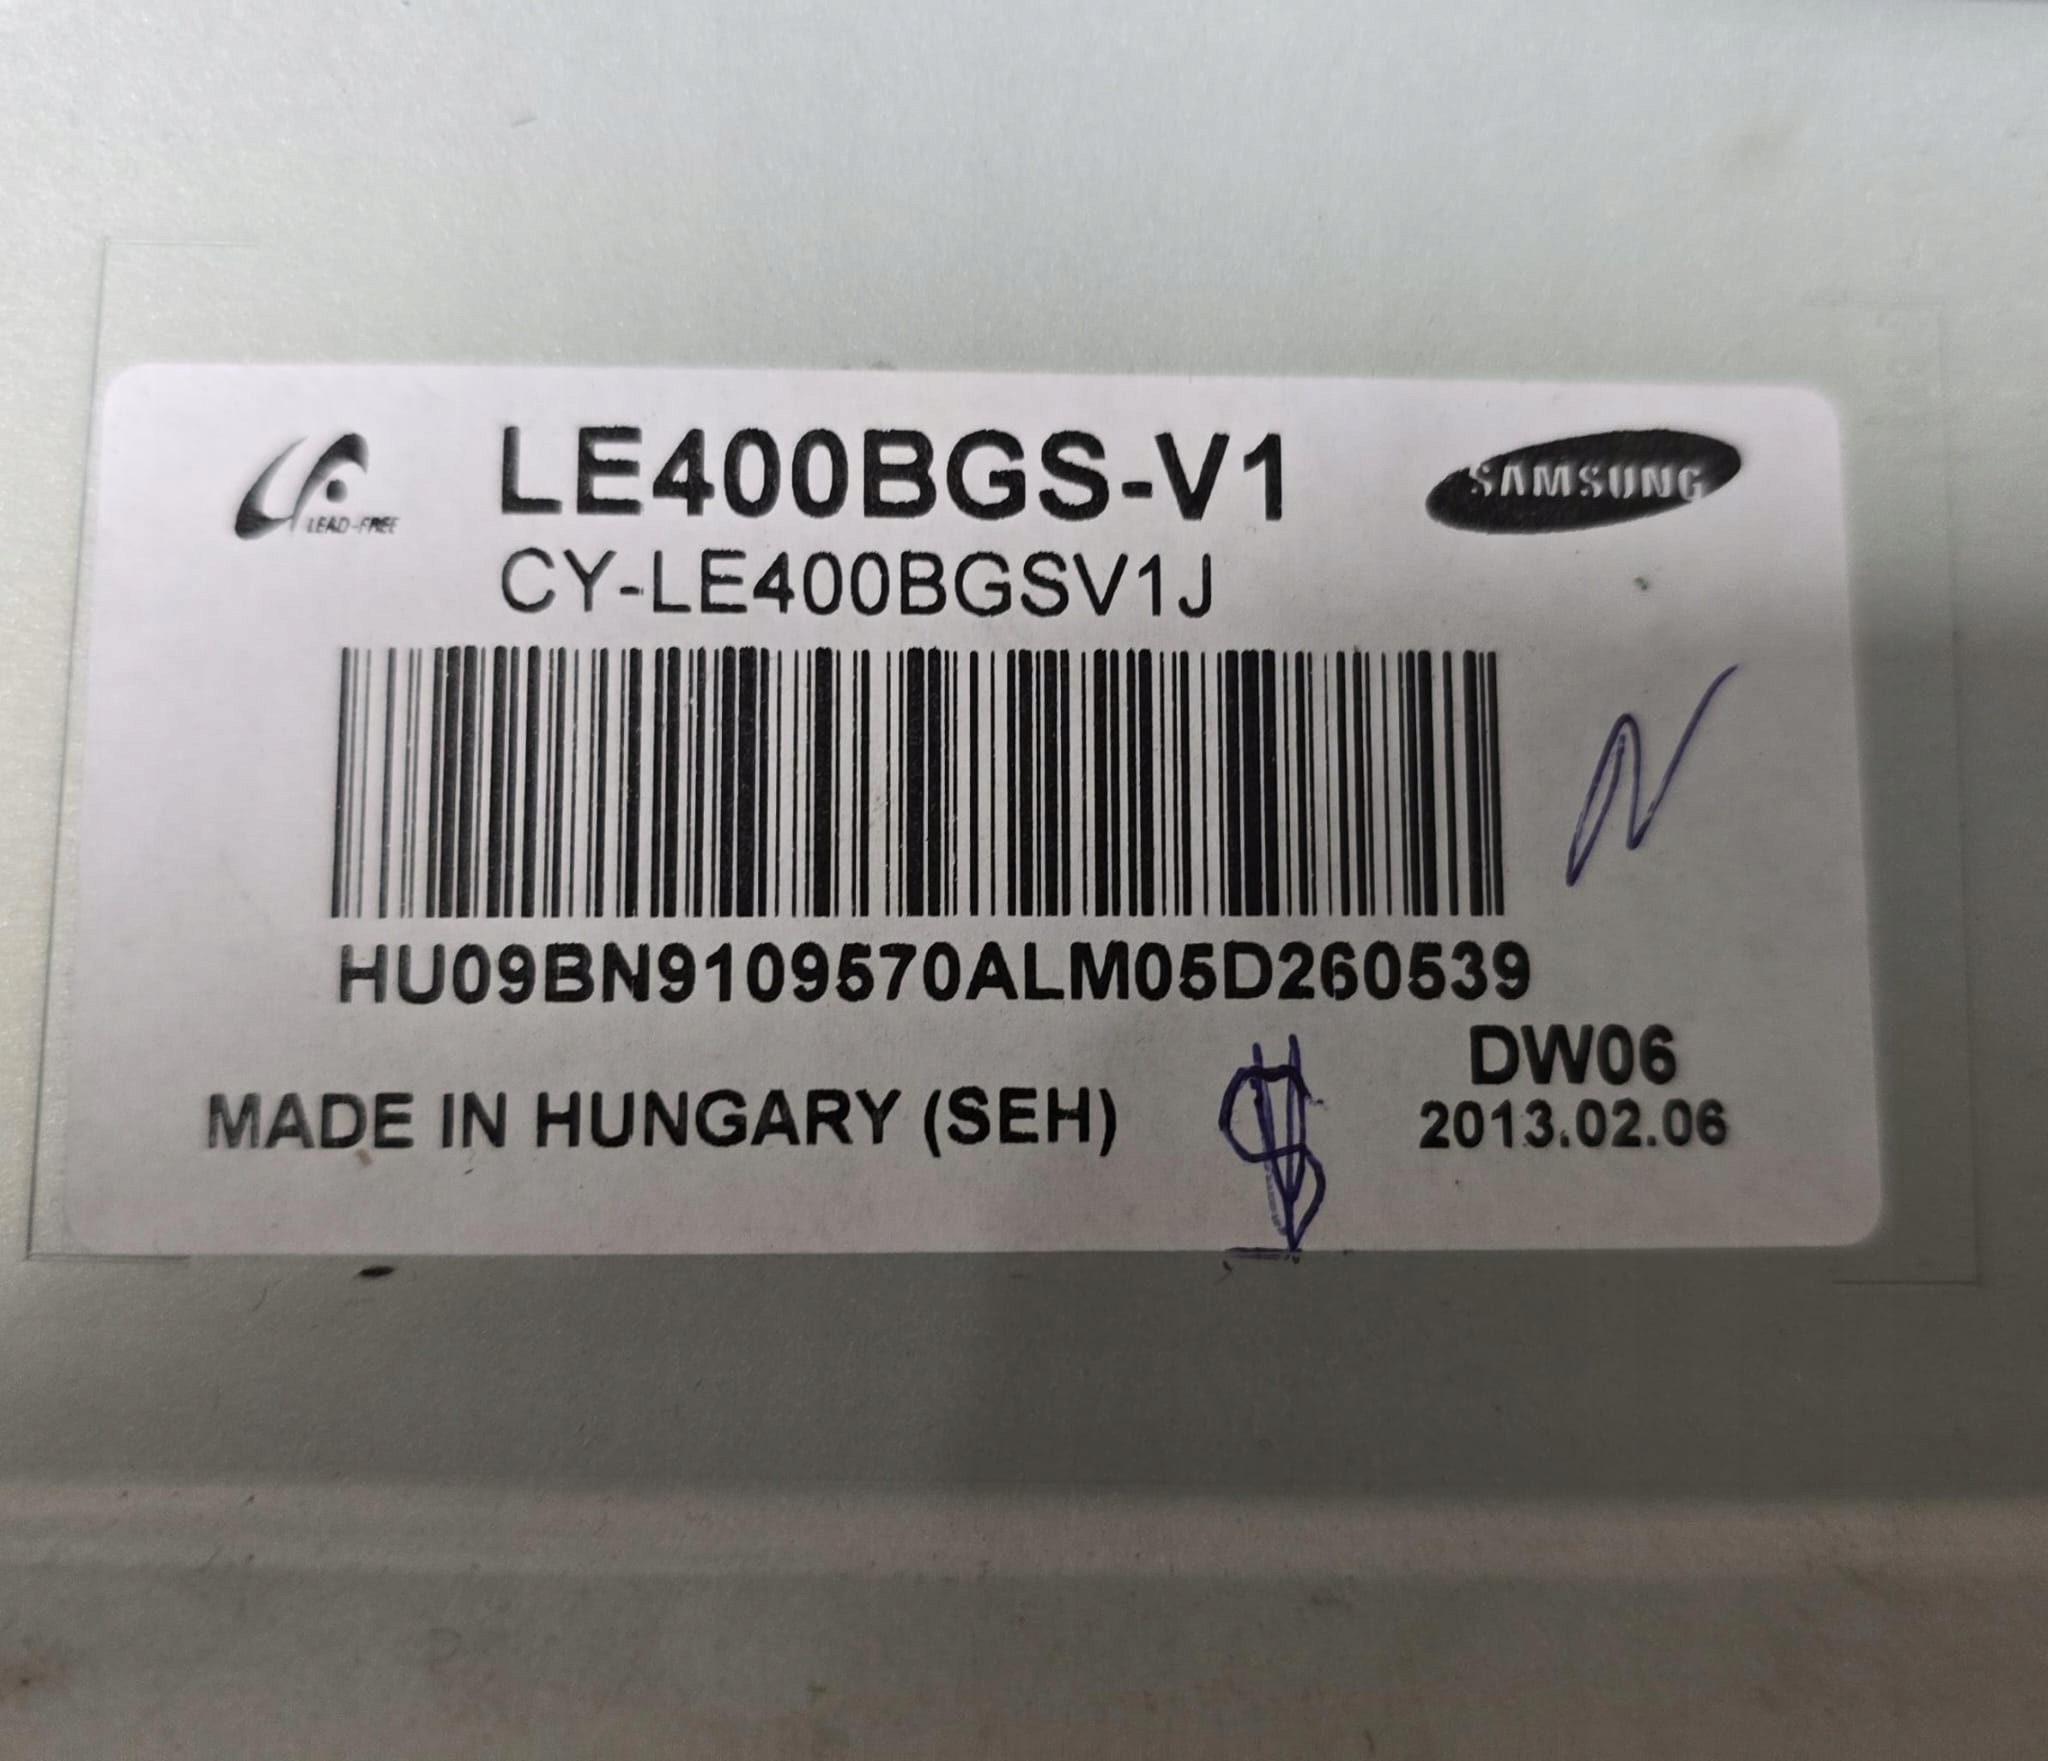 LE400BGS-V1
SAMSUNG
LEAD-FREE
CY-LE400BGSV1J
HU09BN9109570ALM05D260539
DW06
MADE IN HUNGARY (SEH)
2013.02.06